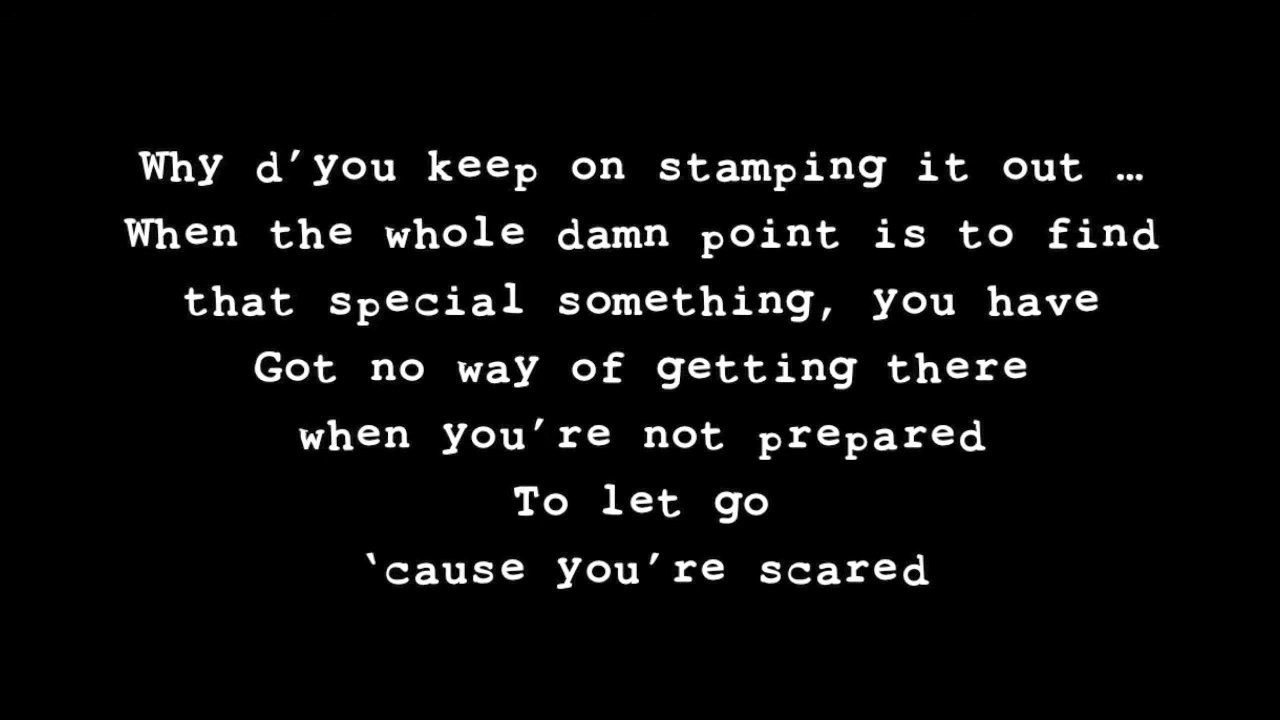 Why d’you keep on stamping it out …
When the whole damn point is to find
that special something, you have
Got no way of getting there
when you’re not prepared
To let go
‘cause you’re scared